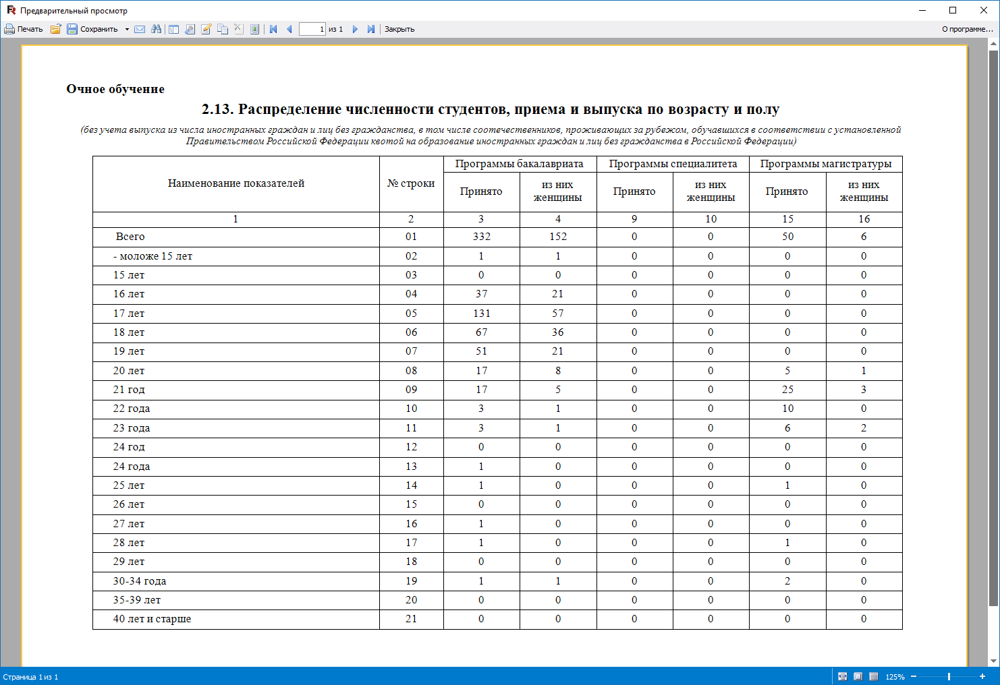 Предварительный просмотр
Печать Сохранить 1 из 1 Закрыть О программе...
Очное обучение
2.13. Распределение численности студентов, приема и выпуска по возрасту и полу
(без учета выпуска из числа иностранных граждан и лиц без гражданства, в том числе соотечественников, проживающих за рубежом, обучавшихся в соответствии с установленной
Правительством Российской Федерации квотой на образование иностранных граждан и лиц без гражданства в Российской Федерации)
Наименование показателей № строки Программы бакалавриата Программы специалитета Программы магистратуры
Принято из них женщины Принято из них женщины Принято из них женщины
1 2 3 4 9 10 15 16
Всего 01 332 152 0 0 50 6
- моложе 15 лет 02 1 1 0 0 0 0
15 лет 03 0 0 0 0 0 0
16 лет 04 37 21 0 0 0 0
17 лет 05 131 57 0 0 0 0
18 лет 06 67 36 0 0 0 0
19 лет 07 51 21 0 0 0 0
20 лет 08 17 8 0 0 5 1
21 год 09 17 5 0 0 25 3
22 года 10 3 1 0 0 10 0
23 года 11 3 1 0 0 6 2
24 год 12 0 0 0 0 0 0
24 года 13 1 0 0 0 0 0
25 лет 14 1 0 0 0 1 0
26 лет 15 0 0 0 0 0 0
27 лет 16 1 0 0 0 0 0
28 лет 17 1 0 0 0 1 0
29 лет 18 0 0 0 0 0 0
30-34 года 19 1 1 0 0 2 0
35-39 лет 20 0 0 0 0 0 0
40 лет и старше 21 0 0 0 0 0 0
Страница 1 из 1 125%